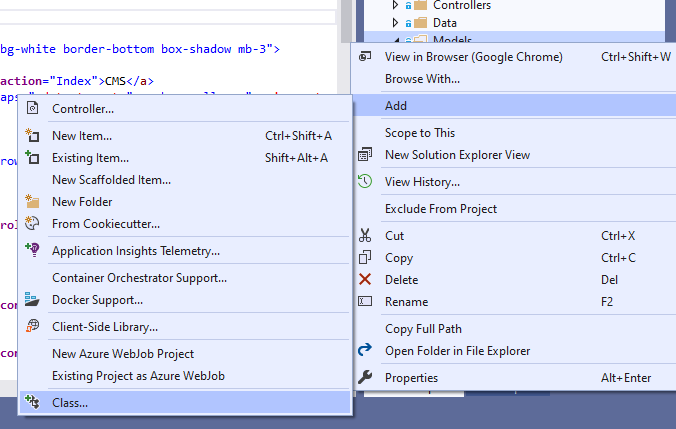 Controllers
Data
Models
bg-white border-bottom box-shadow mb-3">
action="Index">CMS</a>
View in Browser (Google Chrome) Ctrl+Shift+W
Browse With...
Add
Scope to This
New Solution Explorer View
View History...
Exclude From Project
Cut Ctrl+X
Copy Ctrl+C
Delete Del
Rename F2
Copy Full Path
Open Folder in File Explorer
Properties Alt+Enter
Controller...
New Item... Ctrl+Shift+A
Existing Item... Shift+Alt+A
New Scaffolded Item...
New Folder
From Cookiecutter...
Application Insights Telemetry...
Container Orchestrator Support...
Docker Support...
Client-Side Library...
New Azure WebJob Project
Existing Project as Azure WebJob
Class...
row
rol
con
con